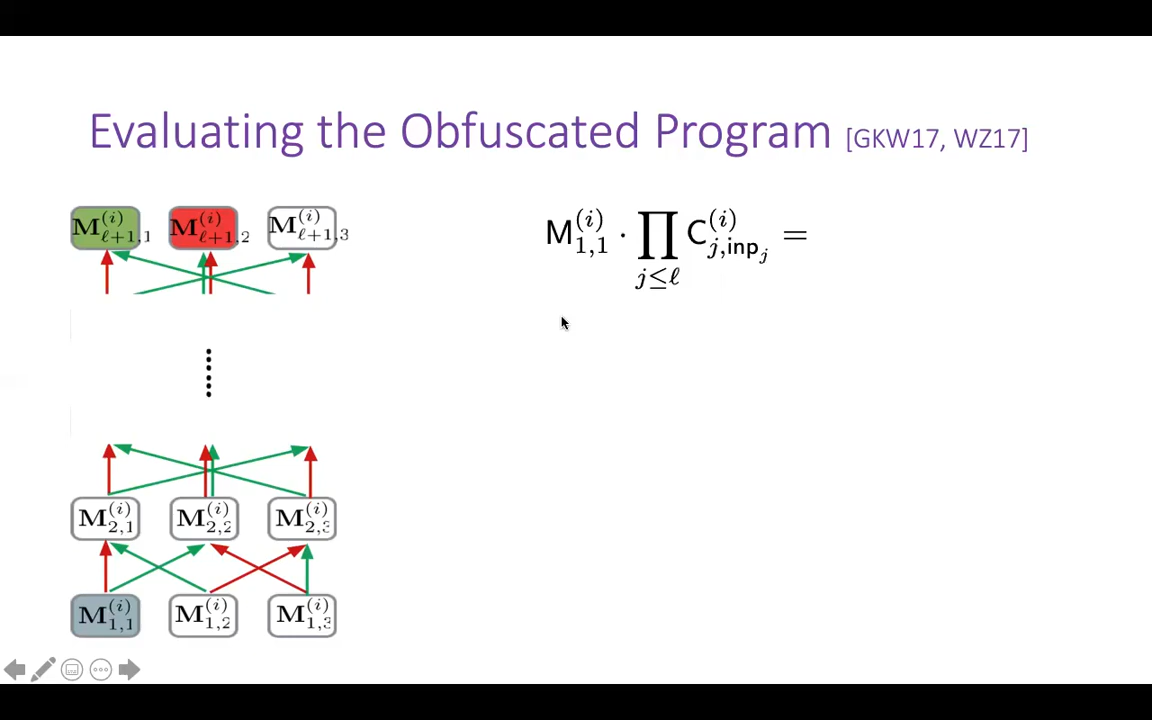 Evaluating the Obfuscated Program [GKW17, WZ17]
M^{(i)}_{ℓ+1,1} M^{(i)}_{ℓ+1,2} M^{(i)}_{ℓ+1,3}
M^{(i)}_{1,1} · ∏_{j≤ℓ} C^{(i)}_{j,inp_j} =
M^{(i)}_{2,1} M^{(i)}_{2,2} M^{(i)}_{2,3}
M^{(i)}_{1,1} M^{(i)}_{1,2} M^{(i)}_{1,3}